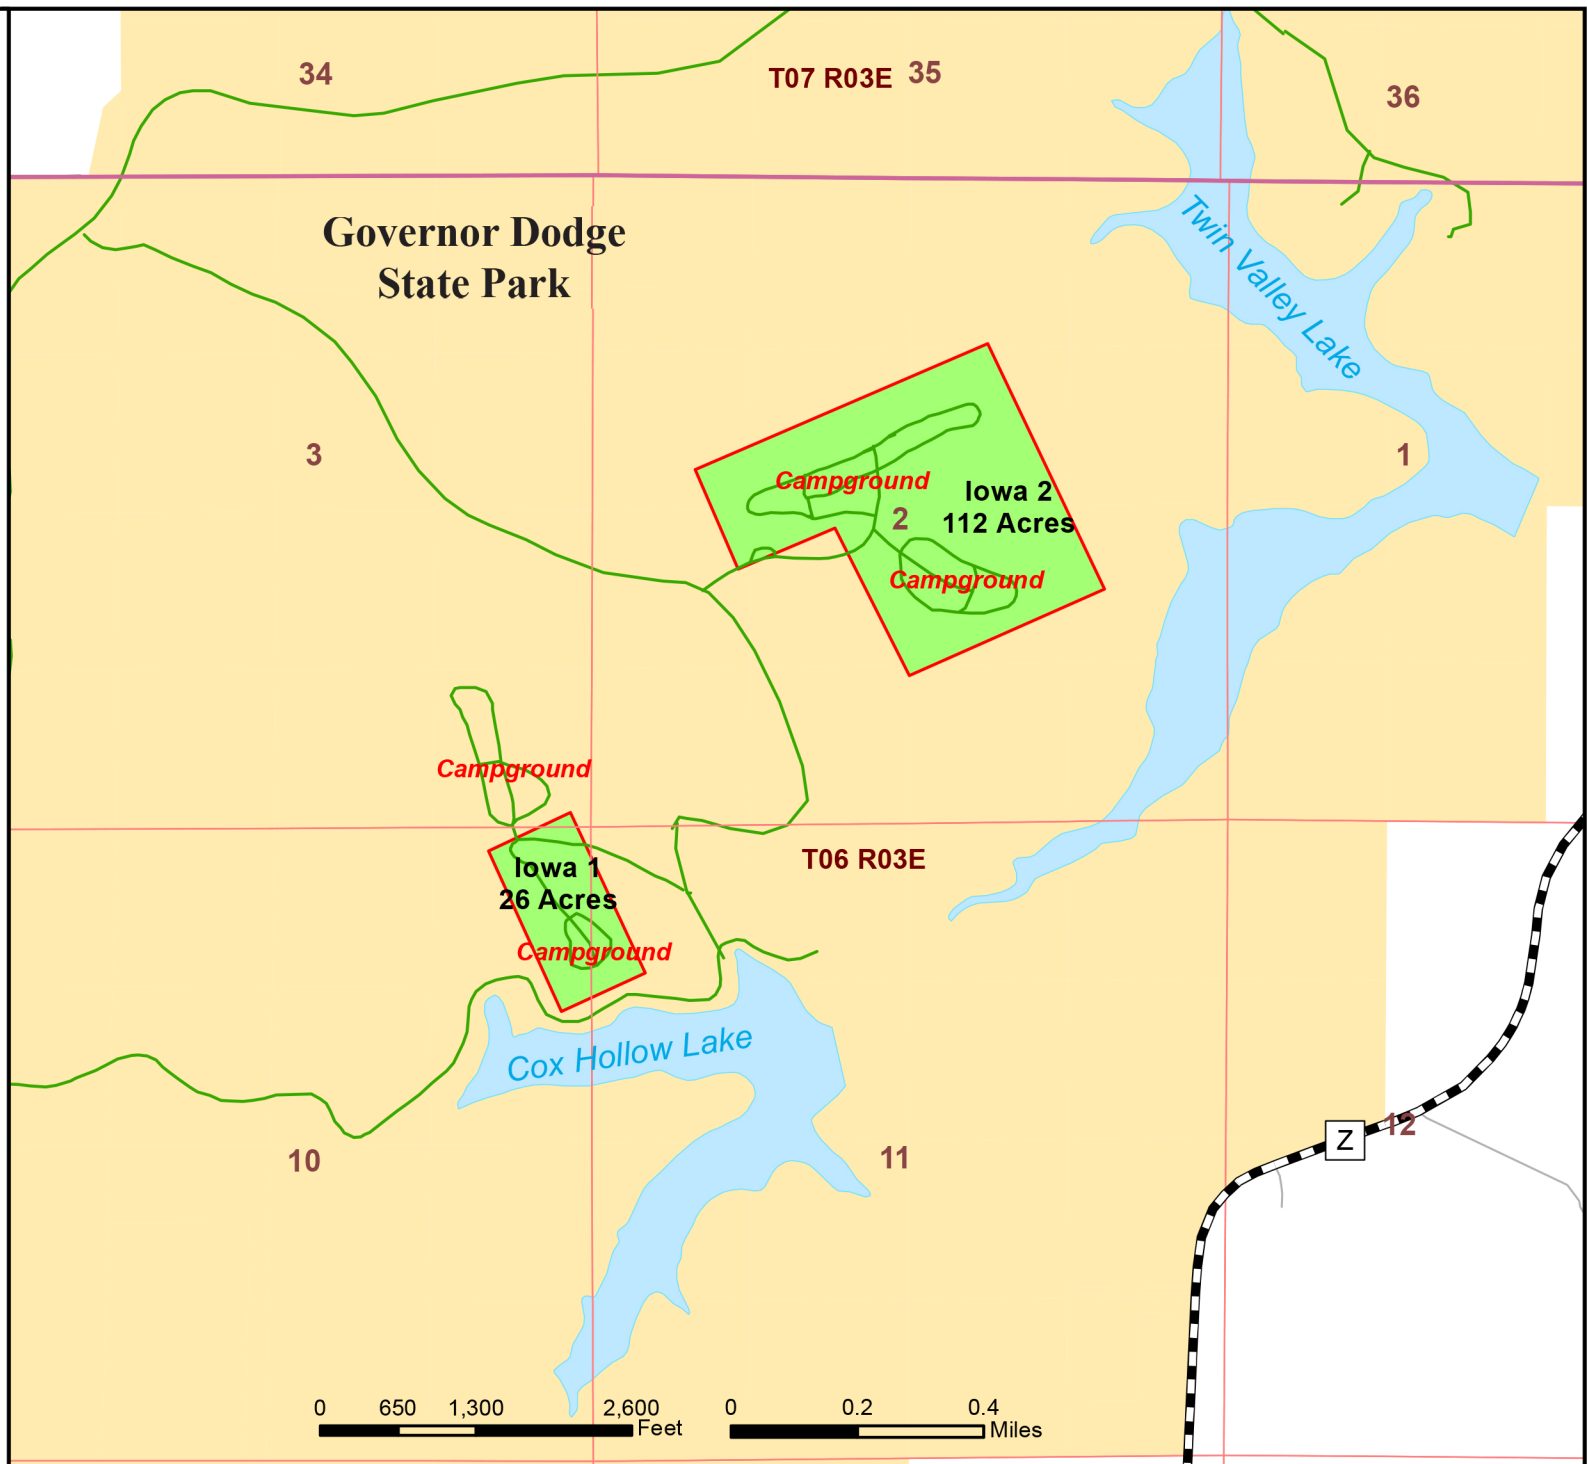 34
T07 R03E
35
36
Governor Dodge
State Park
Twin Valley Lake
3
1
Campground
Iowa 2
112 Acres
2
Campground
Campground
T06 R03E
Iowa 1
26 Acres
Campground
Cox Hollow Lake
10
11
12
Z
0 650 1,300 2,600
Feet
0 0.2 0.4
Miles